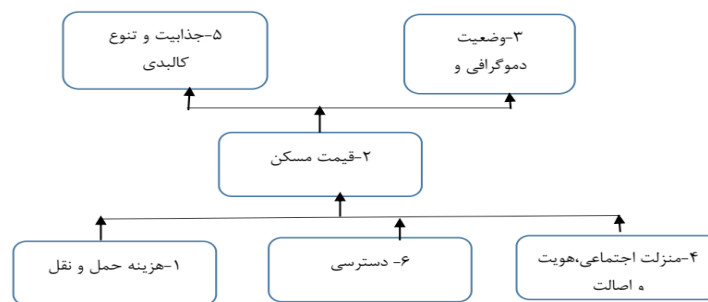 ۳-وضعیت
دموگرافی و
۵-جذابیت و تنوع
کالبدی
۲-قیمت مسکن
۴-منزلت اجتماعی،هویت
و اصالت
۶- دسترسی
۱-هزینه حمل و نقل